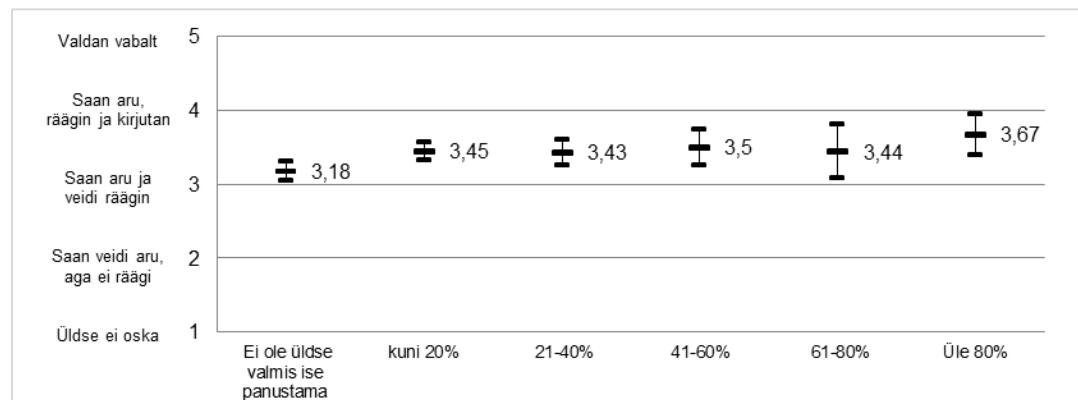 Valdan vabalt
5
Saan aru,
räägin ja kirjutan
4
Saan aru ja
veidi räägin
3
Saan veidi aru,
aga ei räägi
2
Üldse ei oska
1
3,18
3,45
3,43
3,5
3,44
3,67
Ei ole üldse
valmis ise
panustama
kuni 20%
21-40%
41-60%
61-80%
Üle 80%